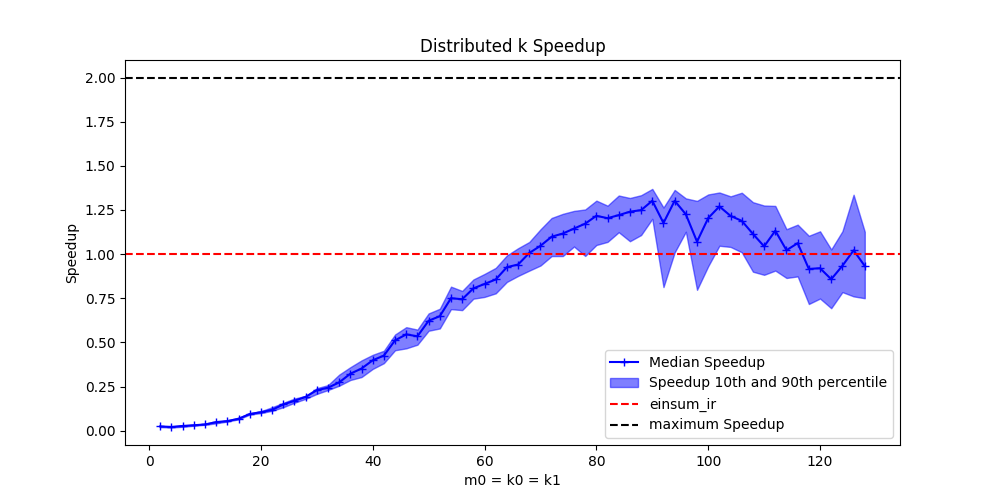 Distributed k Speedup
Speedup
2.00
1.75
1.50
1.25
1.00
0.75
0.50
0.25
0.00
0 20 40 60 80 100 120
m0 = k0 = k1
Median Speedup
Speedup 10th and 90th percentile
einsum_ir
maximum Speedup